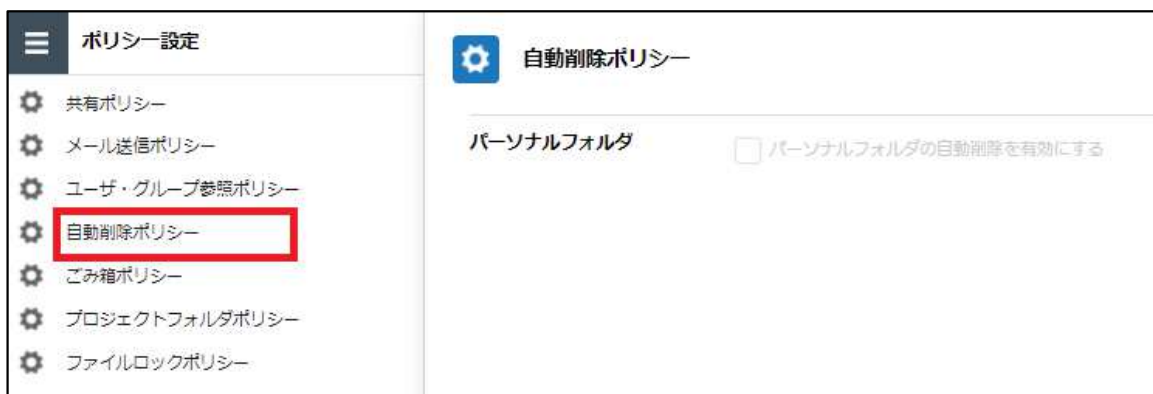 ポリシー設定
共有ポリシー
メール送信ポリシー
ユーザ・グループ参照ポリシー
自動削除ポリシー
ごみ箱ポリシー
プロジェクトフォルダポリシー
ファイルロックポリシー
自動削除ポリシー
パーソナルフォルダ
パーソナルフォルダの自動削除を有効にする